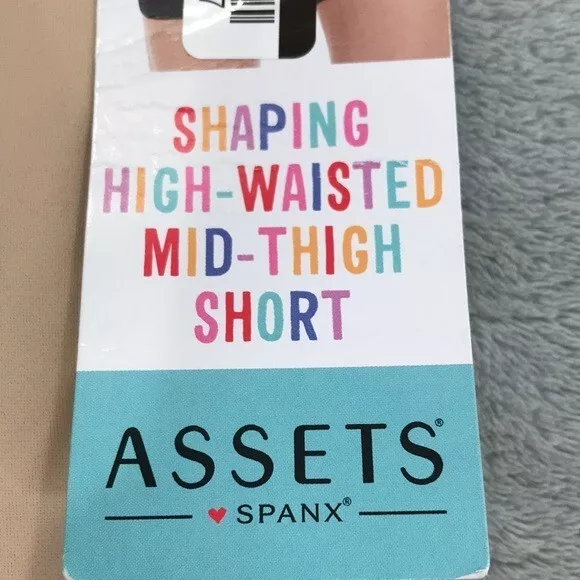 SHAPING
HIGH-WAISTED
MID-THIGH
SHORT
ASSETS®
♥ SPANX®